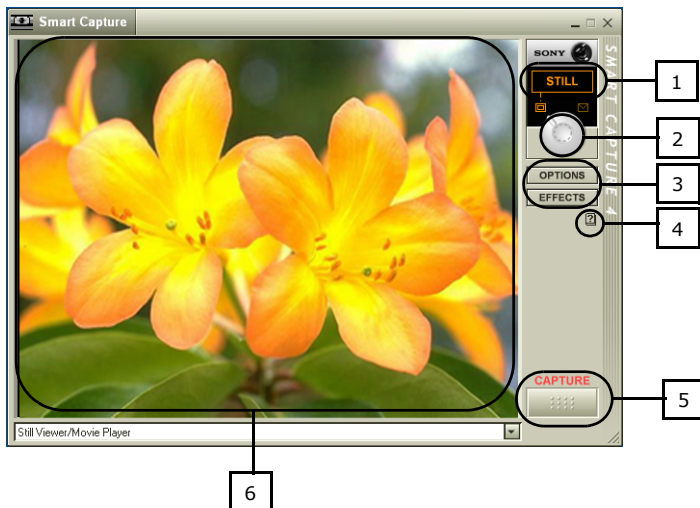 Smart Capture
SONY
STILL
OPTIONS
EFFECTS
?
SMART CAPTURE 4
CAPTURE
Still Viewer/Movie Player
1
2
3
4
5
6